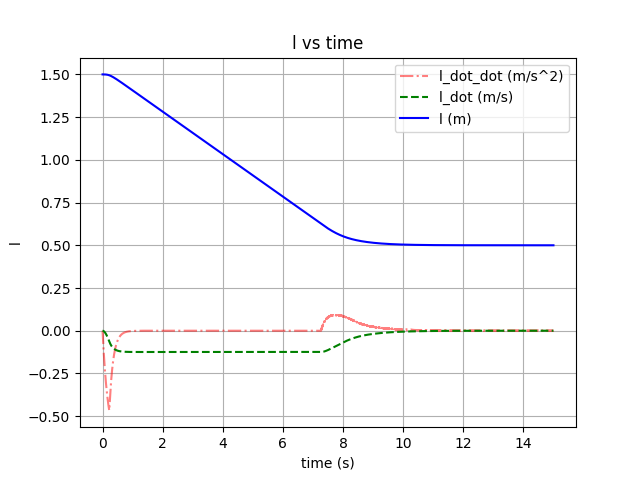 l vs time
l_dot_dot (m/s^2)
l_dot (m/s)
l (m)
1.50
1.25
1.00
0.75
0.50
0.25
0.00
−0.25
−0.50
l
0 2 4 6 8 10 12 14
time (s)